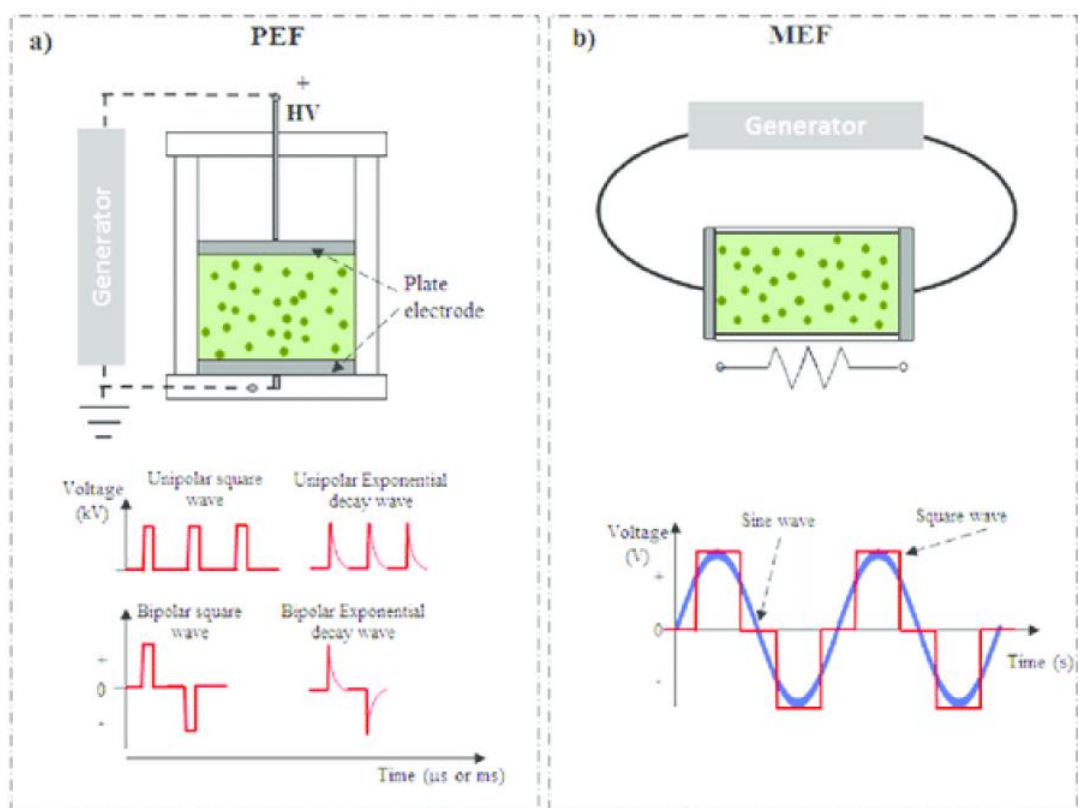 a)
PEF
+
HV
Generator
Plate
electrode
Voltage
(kV)
Unipolar square
wave
Unipolar Exponential
decay wave
Bipolar square
wave
Bipolar Exponential
decay wave
+
0
-
Time (μs or ms)
b)
MEF
Generator
Voltage
(V)
Sine wave
Square wave
+
0
-
Time (s)